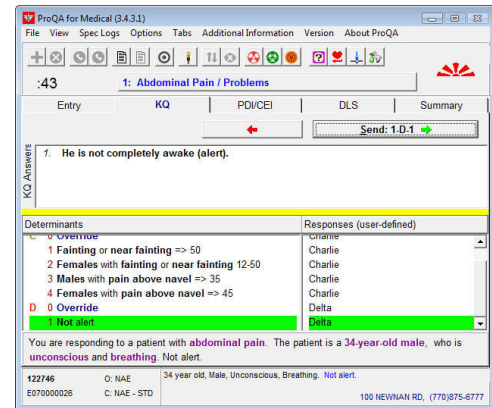 ProQA for Medical (3.4.3.1)
File View Spec Logs Options Tabs Additional Information Version About ProQA
:43
1: Abdominal Pain / Problems
Entry KQ PDI/CEI DLS Summary
Send: 1-D-1
KQ Answers
1. He is not completely awake (alert).
Determinants Responses (user-defined)
C 0 Override Charlie
1 Fainting or near fainting => 50 Charlie
2 Females with fainting or near fainting 12-50 Charlie
3 Males with pain above navel => 35 Charlie
4 Females with pain above navel => 45 Charlie
D 0 Override Delta
1 Not alert Delta
You are responding to a patient with abdominal pain. The patient is a 34-year-old male, who is
unconscious and breathing. Not alert.
122746 O: NAE 34 year old, Male, Unconscious, Breathing. Not alert.
E070000026 C: NAE - STD 100 NEWNAN RD, (770)875-6777